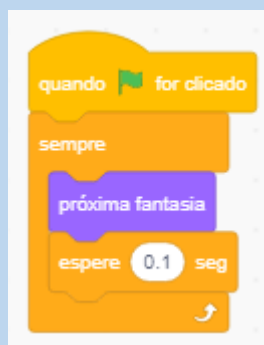 quando for clicado
sempre
próxima fantasia
espere 0.1 seg